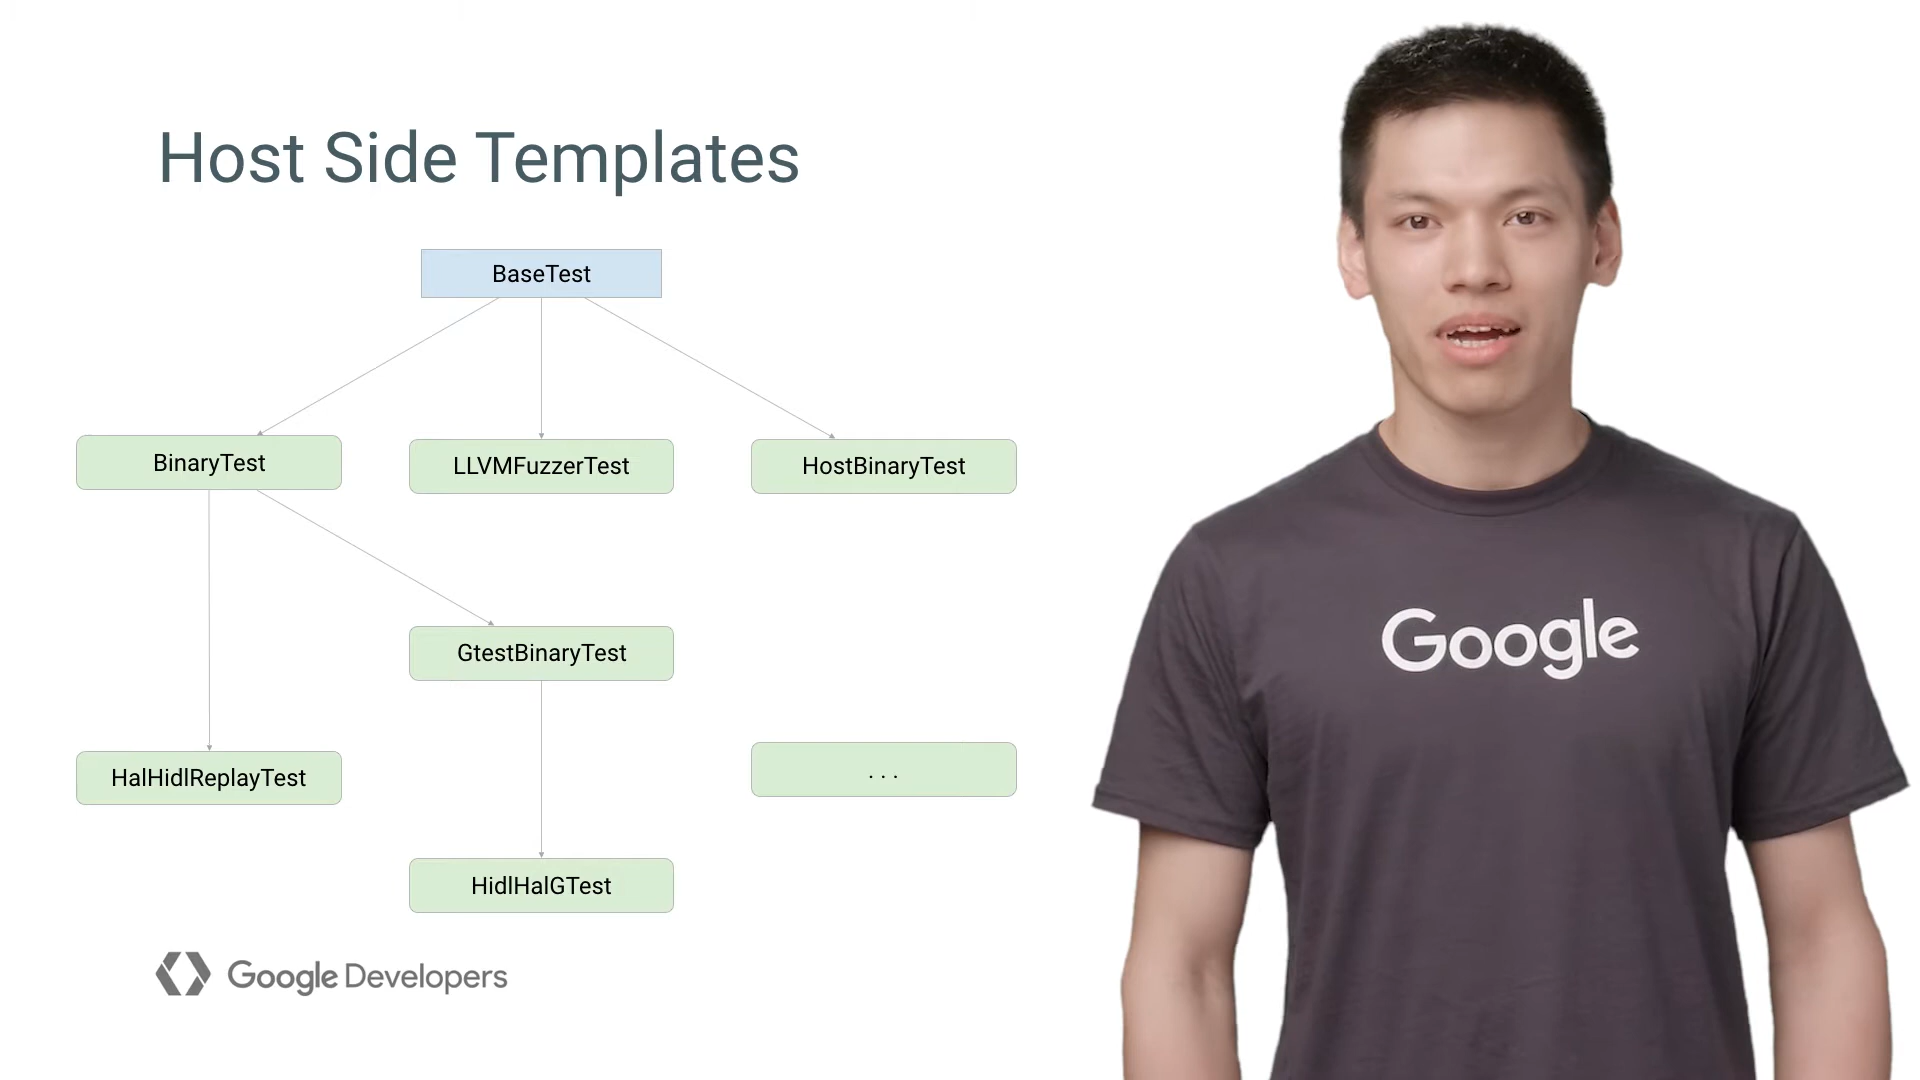 Host Side Templates
BaseTest
BinaryTest
LLVMFuzzerTest
HostBinaryTest
GtestBinaryTest
HalHidlReplayTest
. . .
HidlHalGTest
Google Developers
Google